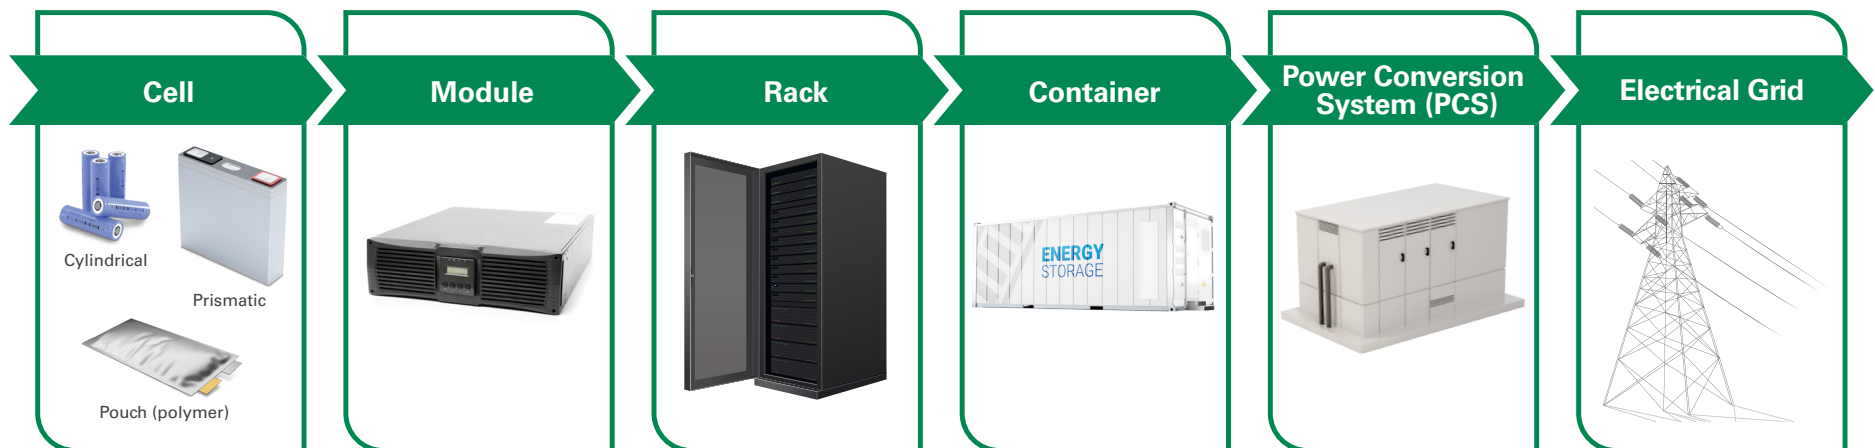 Cell
Module
Rack
Container
Power Conversion
System (PCS)
Electrical Grid
Cylindrical
Prismatic
Pouch (polymer)
ENERGY
STORAGE